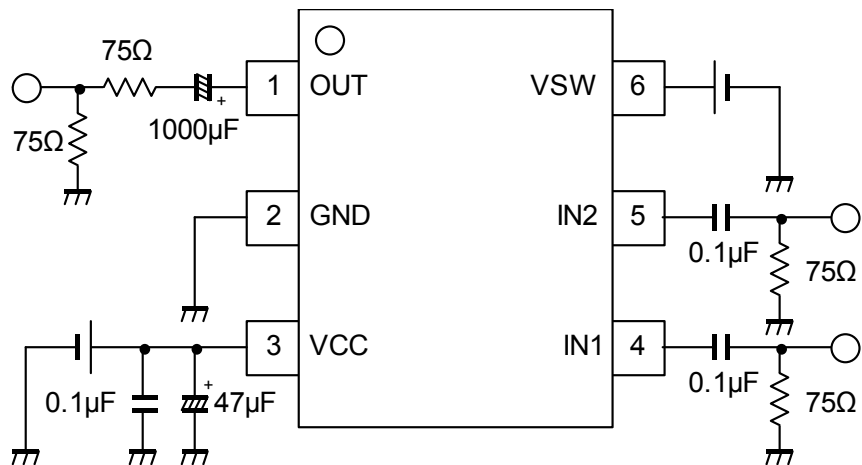 75Ω
1 OUT
VSW 6
+
1000µF
75Ω
2 GND
IN2 5
0.1µF
75Ω
3 VCC
IN1 4
+
0.1µF
47µF
0.1µF
75Ω